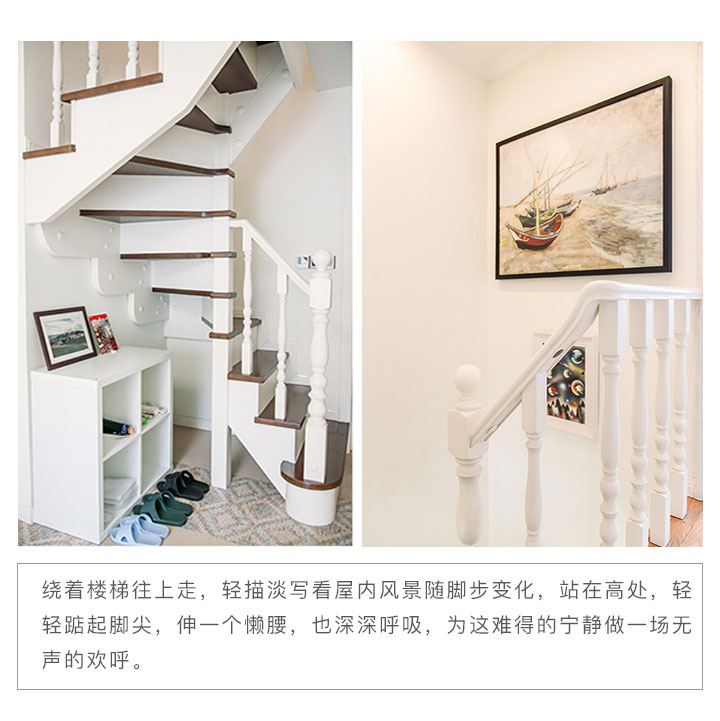 绕着楼梯往上走，轻描淡写看屋内风景随脚步变化，站在高处，轻
轻踮起脚尖，伸一个懒腰，也深深呼吸，为这难得的宁静做一场无
声的欢呼。